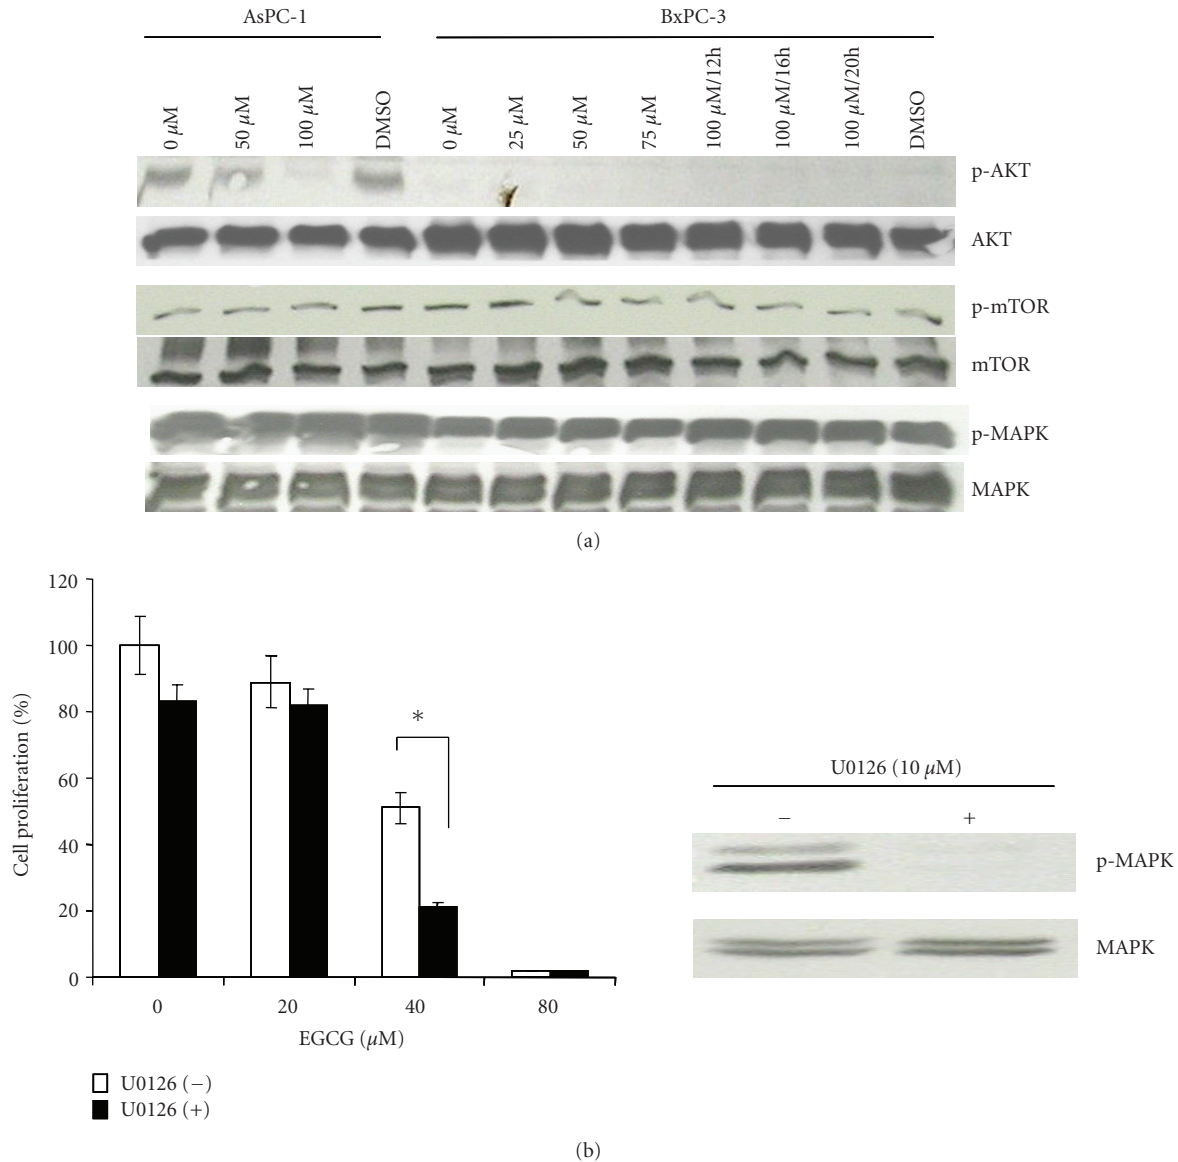 AsPC-1 BxPC-3
0 µM 50 µM 100 µM DMSO 0 µM 25 µM 50 µM 75 µM 100 µM/12h 100 µM/16h 100 µM/20h DMSO
p-AKT
AKT
p-mTOR
mTOR
p-MAPK
MAPK
(a)
120
100
80
60
40
20
0
Cell proliferation (%)
*
0 20 40 80
EGCG (µM)
U0126 (−)
U0126 (+)
U0126 (10 µM)
− +
p-MAPK
MAPK
(b)